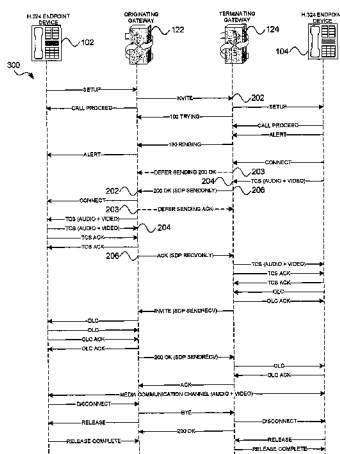 H.324 ENDPOINT
DEVICE
ORIGINATING
GATEWAY
TERMINATING
GATEWAY
H.324 ENDPOINT
DEVICE
102
122
124
104
300
SETUP
INVITE
202
CALL PROCEED
SETUP
100 TRYING
CALL PROCEED
ALERT
180 RINGING
ALERT
CONNECT
DEFER SENDING 200 OK
203
204
TCS (AUDIO + VIDEO)
202
200 OK (SDP SENDONLY)
206
CONNECT
203
DEFER SENDING ACK
TCS (AUDIO + VIDEO)
TCS (AUDIO + VIDEO)
204
TCS ACK
TCS ACK
206
ACK (SDP RECVONLY)
TCS (AUDIO + VIDEO)
TCS ACK
TCS ACK
OLC
OLC ACK
INVITE (SDP SENDRECV)
OLC
OLC
OLC ACK
OLC ACK
200 OK (SDP SENDRECV)
OLC
OLC ACK
ACK
MEDIA COMMUNICATION CHANNEL (AUDIO + VIDEO)
DISCONNECT
BYE
RELEASE
DISCONNECT
200 OK
RELEASE COMPLETE
RELEASE
RELEASE COMPLETE